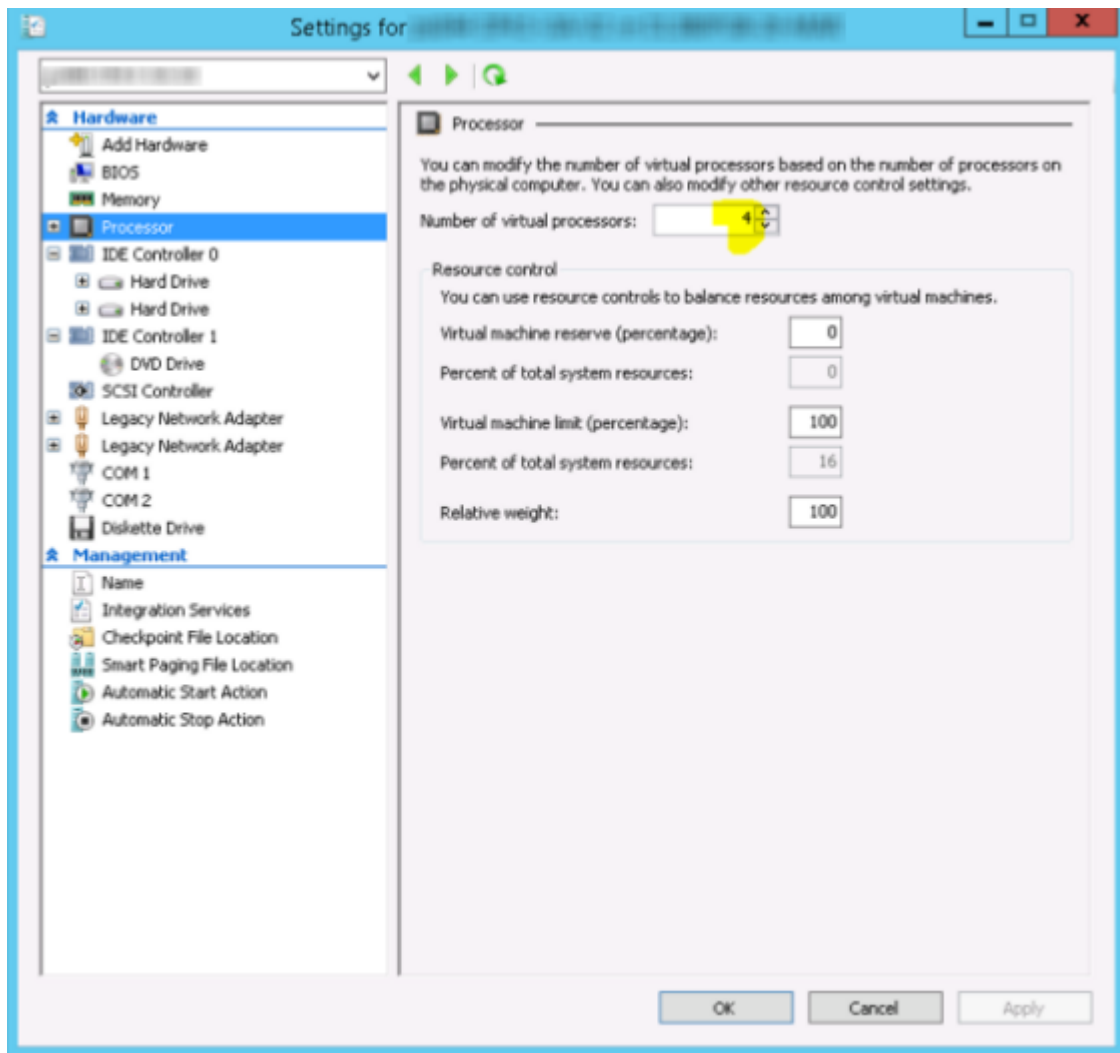 Settings for
Hardware
Add Hardware
BIOS
Memory
Processor
IDE Controller 0
Hard Drive
Hard Drive
IDE Controller 1
DVD Drive
SCSI Controller
Legacy Network Adapter
Legacy Network Adapter
COM 1
COM 2
Diskette Drive
Management
Name
Integration Services
Checkpoint File Location
Smart Paging File Location
Automatic Start Action
Automatic Stop Action
Processor
You can modify the number of virtual processors based on the number of processors on
the physical computer. You can also modify other resource control settings.
Number of virtual processors: 4
Resource control
You can use resource controls to balance resources among virtual machines.
Virtual machine reserve (percentage): 0
Percent of total system resources: 0
Virtual machine limit (percentage): 100
Percent of total system resources: 16
Relative weight: 100
OK Cancel Apply